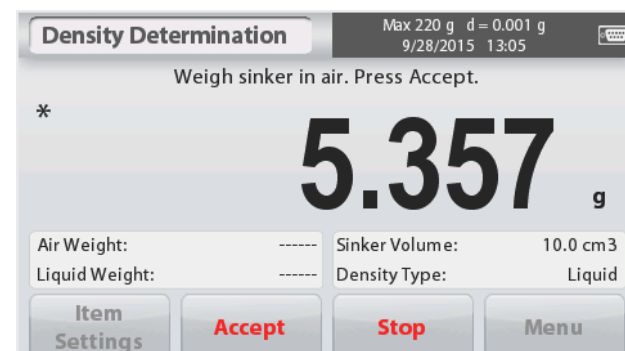 Density Determination
Max 220 g d = 0.001 g
9/28/2015 13:05
Weigh sinker in air. Press Accept.
*
5.357 g
Air Weight: ------ Sinker Volume: 10.0 cm3
Liquid Weight: ------ Density Type: Liquid
Item Settings Accept Stop Menu